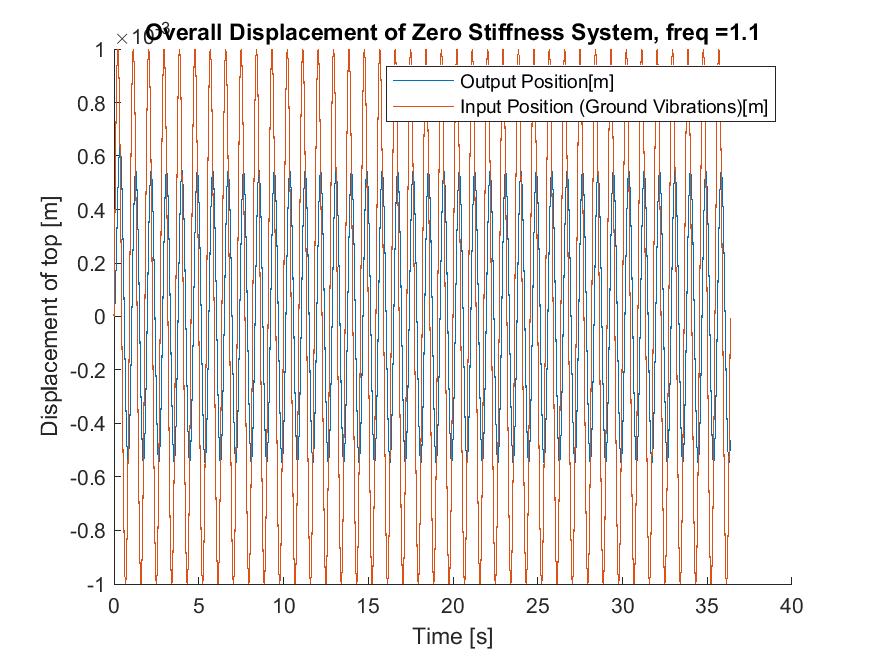 ×10-3
Overall Displacement of Zero Stiffness System, freq =1.1
Output Position[m]
Input Position (Ground Vibrations)[m]
Displacement of top [m]
1
0.8
0.6
0.4
0.2
0
-0.2
-0.4
-0.6
-0.8
-1
0 5 10 15 20 25 30 35 40
Time [s]